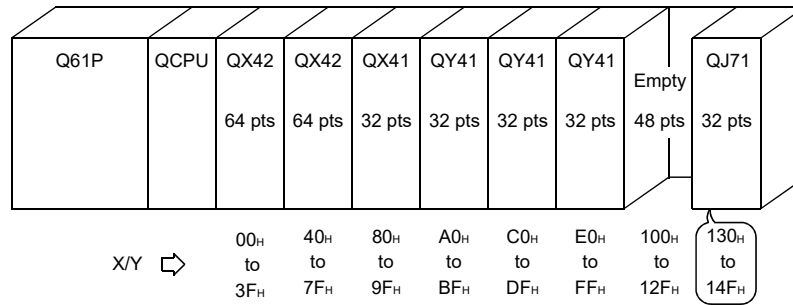 Q61P QCPU QX42 QX42 QX41 QY41 QY41 QY41 Empty QJ71
64 pts 64 pts 32 pts 32 pts 32 pts 32 pts 48 pts 32 pts
00H 40H 80H A0H C0H E0H 100H 130H
X/Y to to to to to to to to
3FH 7FH 9FH BFH DFH FFH 12FH 14FH